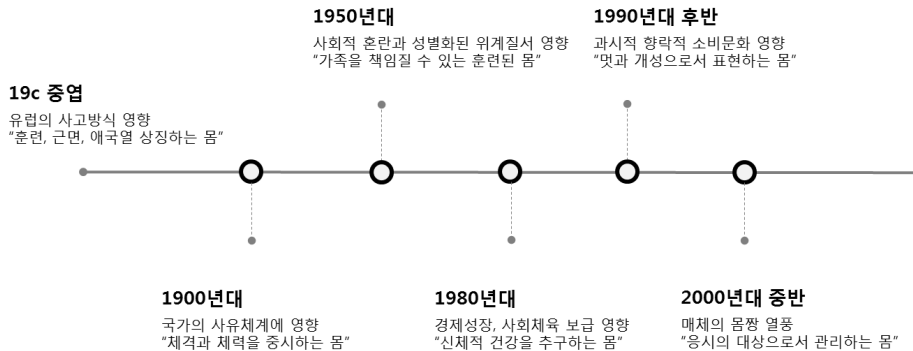 19c 중엽
유럽의 사고방식 영향
"훈련, 근면, 애국열 상징하는 몸"
1900년대
국가의 사유체계에 영향
"체격과 체력을 중시하는 몸"
1950년대
사회적 혼란과 성별화된 위계질서 영향
"가족을 책임질 수 있는 훈련된 몸"
1980년대
경제성장, 사회체육 보급 영향
"신체적 건강을 추구하는 몸"
1990년대 후반
과시적 향락적 소비문화 영향
"멋과 개성으로서 표현하는 몸"
2000년대 중반
매체의 몸짱 열풍
"응시의 대상으로서 관리하는 몸"